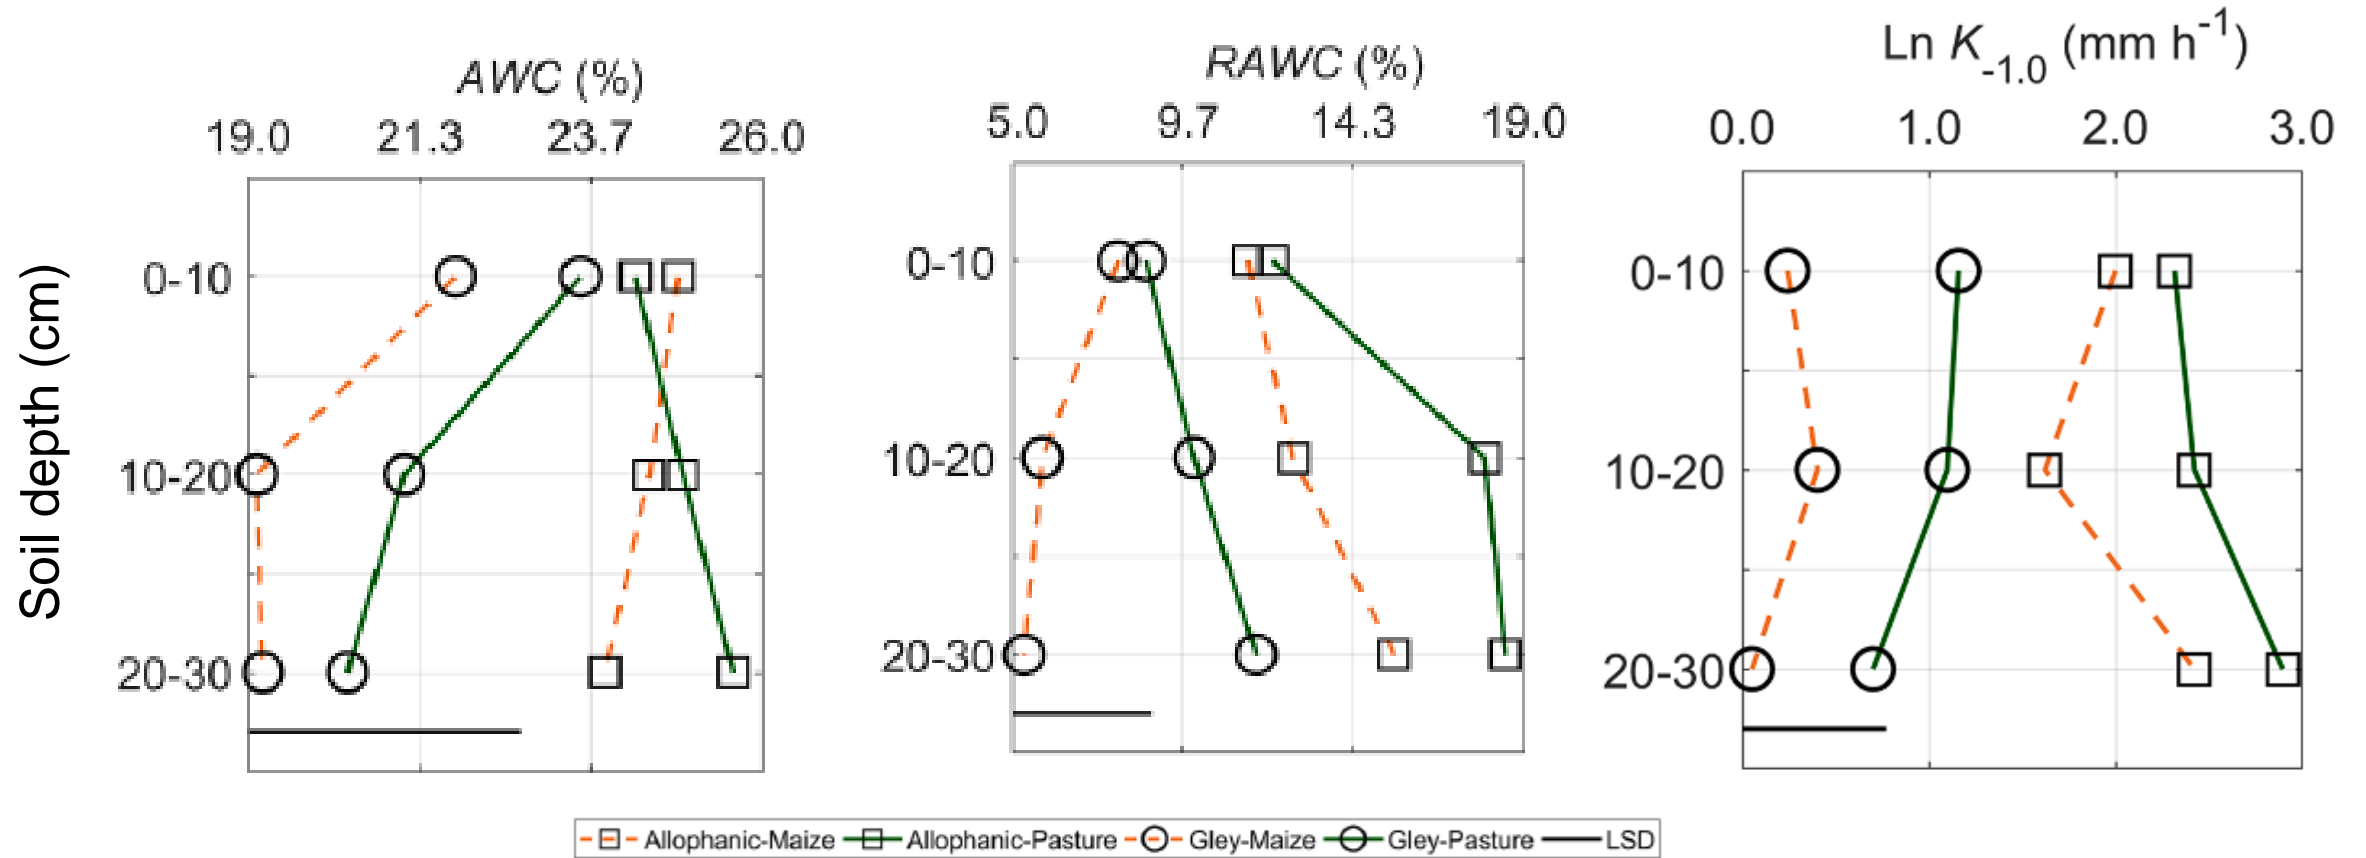 AWC (%)
19.0 21.3 23.7 26.0
0-10
10-20
20-30
Soil depth (cm)
RAWC (%)
5.0 9.7 14.3 19.0
0-10
10-20
20-30
Ln K-1.0 (mm h-1)
0.0 1.0 2.0 3.0
0-10
10-20
20-30
Allophanic-Maize Allophanic-Pasture Gley-Maize Gley-Pasture LSD